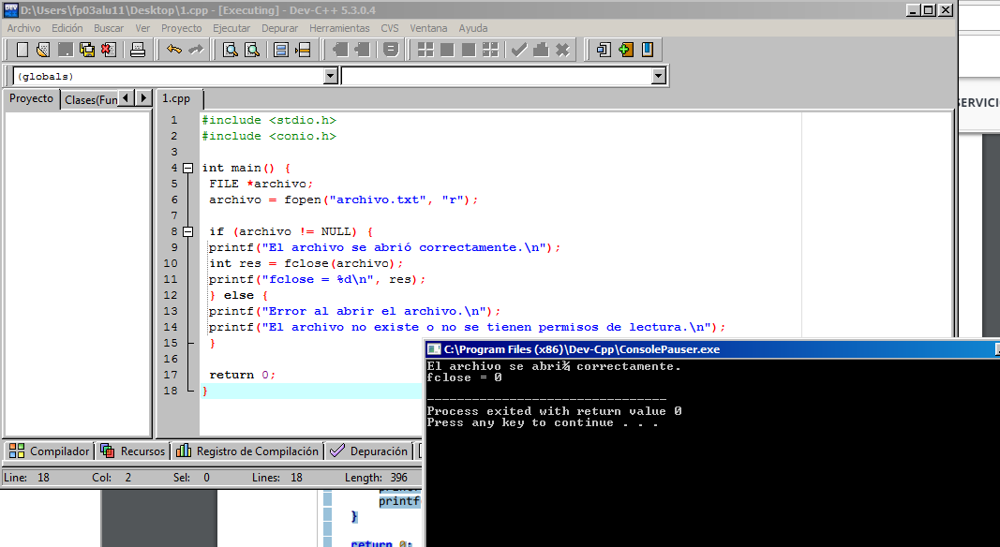 D:\Users\fp03alu11\Desktop\1.cpp - [Executing] - Dev-C++ 5.3.0.4
Archivo Edición Buscar Ver Proyecto Ejecutar Depurar Herramientas CVS Ventana Ayuda
(globals)
Proyecto Clases(Fun 1.cpp
SERVICI
1 #include <stdio.h>
2 #include <conio.h>
3
4 int main() {
5 FILE *archivo;
6 archivo = fopen("archivo.txt", "r");
7
8 if (archivo != NULL) {
9 printf("El archivo se abrió correctamente.\n");
10 int res = fclose(archivo);
11 printf("fclose = %d\n", res);
12 } else {
13 printf("Error al abrir el archivo.\n");
14 printf("El archivo no existe o no se tienen permisos de lectura.\n");
15 }
16
17 return 0;
18 }
C:\Program Files (x86)\Dev-Cpp\ConsolePauser.exe
El archivo se abri¾ correctamente.
fclose = 0
--------------------------------
Process exited with return value 0
Press any key to continue . . .
Compilador Recursos Registro de Compilación Depuración
Line: 18 Col: 2 Sel: 0 Lines: 18 Length: 396
printf
}
return 0;